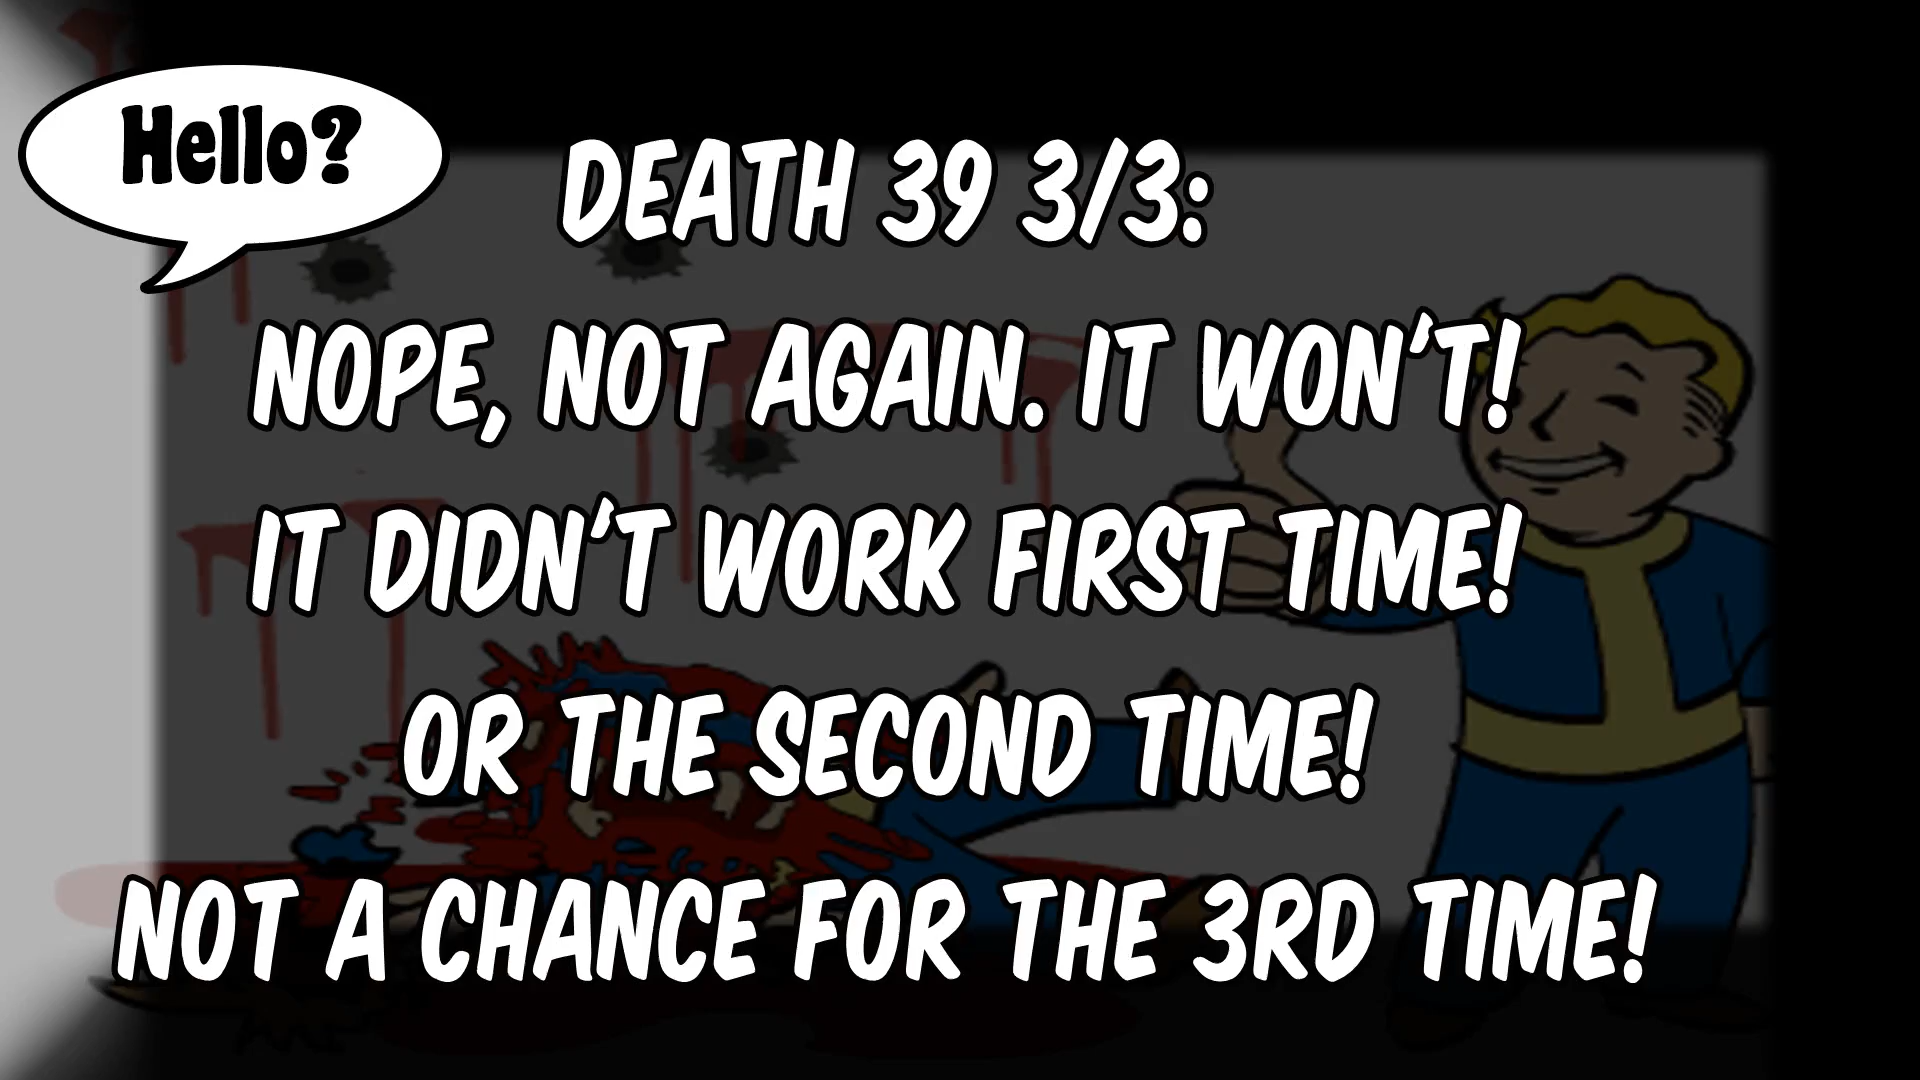 Hello?
DEATH 39 3/3:
NOPE, NOT AGAIN. IT WON'T!
IT DIDN'T WORK FIRST TIME!
OR THE SECOND TIME!
NOT A CHANCE FOR THE 3RD TIME!